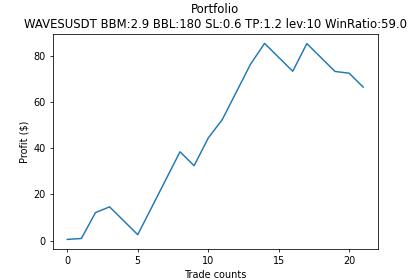 Portfolio
WAVESUSDT BBM:2.9 BBL:180 SL:0.6 TP:1.2 lev:10 WinRatio:59.0
Profit ($)
80
60
40
20
0
0 5 10 15 20
Trade counts